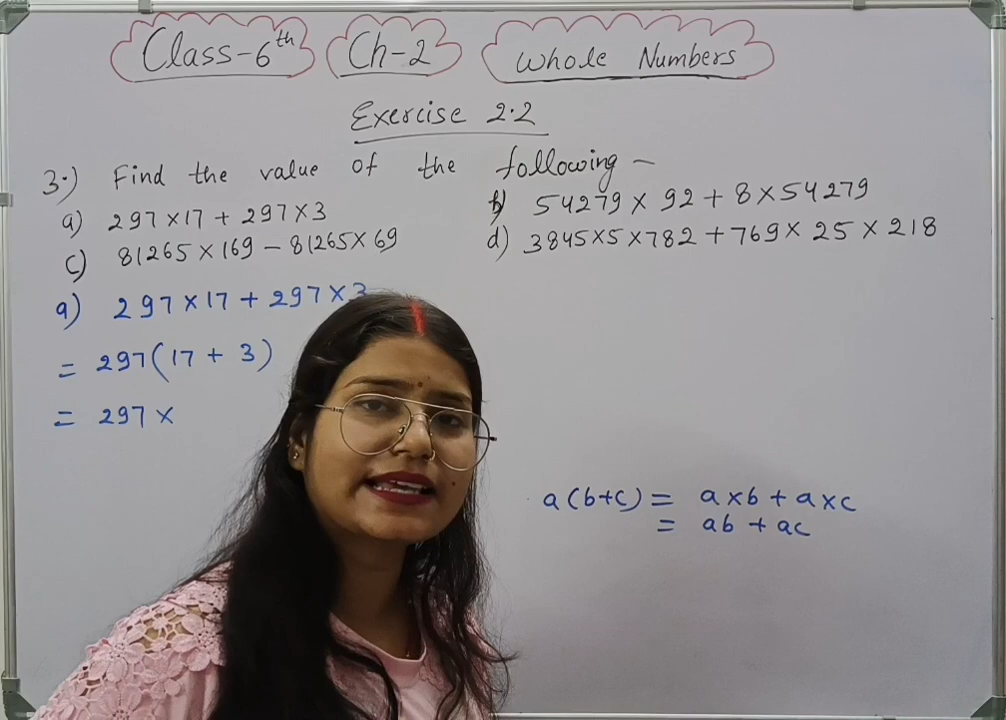 Class-6th Ch-2 Whole Numbers
Exercise 2.2
3.) Find the value of the following -
a) 297×17 + 297×3 b) 54279 × 92 + 8×54279
c) 81265 × 169 - 81265× 69 d) 3845×5×782 + 769× 25 × 218
a) 297 × 17 + 297 × 3
= 297(17 + 3)
= 297 ×
a (b+c) = a×b + a×c
= ab + ac